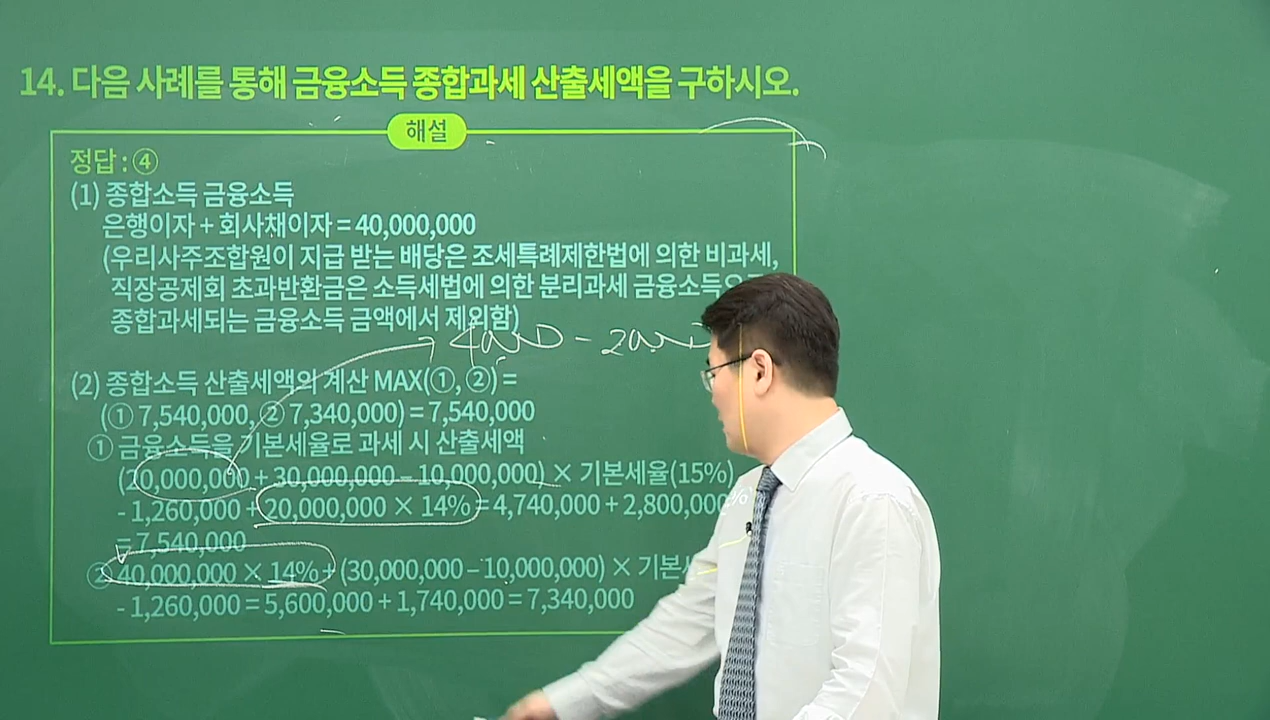 14. 다음 사례를 통해 금융소득 종합과세 산출세액을 구하시오.
해설
정답 : ④
(1) 종합소득 금융소득
은행이자 + 회사채이자 = 40,000,000
(우리사주조합원이 지급 받는 배당은 조세특례제한법에 의한 비과세,
직장공제회 초과반환금은 소득세법에 의한 분리과세 금융소득으로
종합과세되는 금융소득 금액에서 제외함)
(2) 종합소득 산출세액의 계산 MAX(①, ②) =
(① 7,540,000, ② 7,340,000) = 7,540,000
① 금융소득을 기본세율로 과세 시 산출세액
(20,000,000 + 30,000,000 – 10,000,000) × 기본세율(15%)
- 1,260,000 + 20,000,000 × 14% = 4,740,000 + 2,800,000
= 7,540,000
② 40,000,000 × 14% + (30,000,000 – 10,000,000) × 기본
- 1,260,000 = 5,600,000 + 1,740,000 = 7,340,000